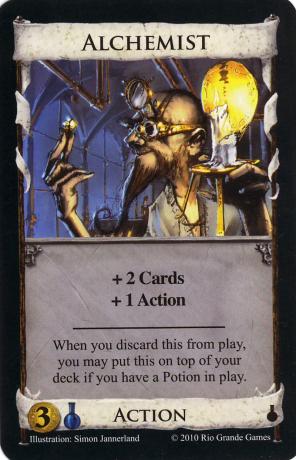 ALCHEMIST
+2 Cards
+1 Action
When you discard this from play,
you may put this on top of your
deck if you have a Potion in play.
3
ACTION
Illustration: Simon Jannerland
© 2010 Rio Grande Games